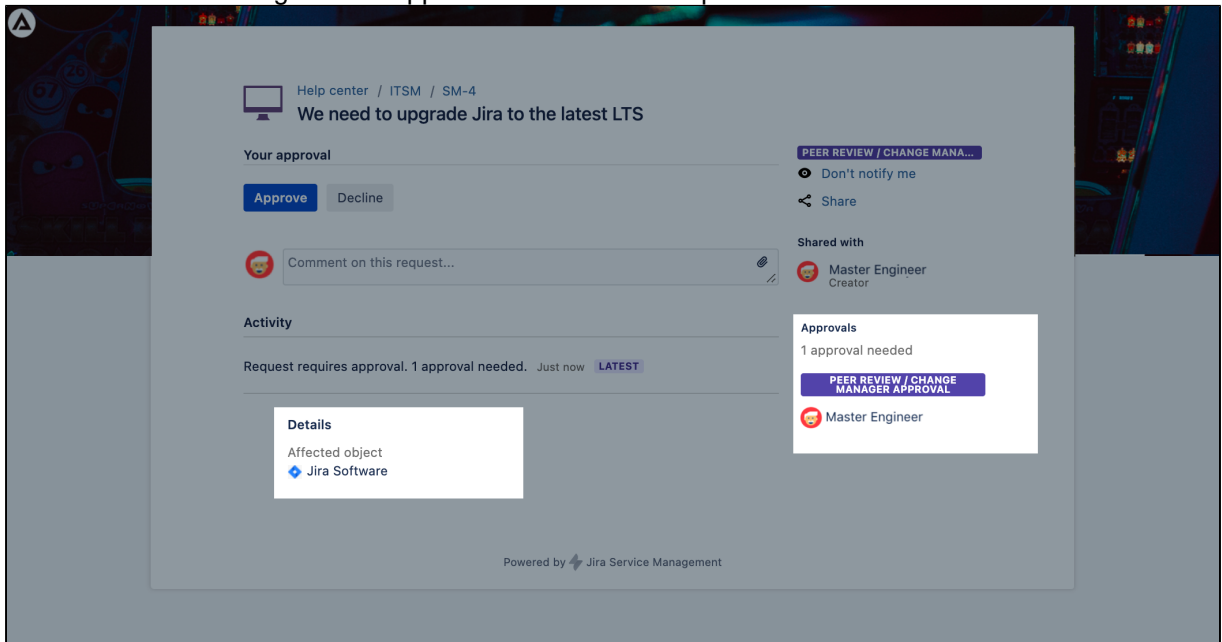 Help center / ITSM / SM-4
We need to upgrade Jira to the latest LTS
Your approval
Approve
Decline
Comment on this request...
Activity
Request requires approval. 1 approval needed. Just now LATEST
Details
Affected object
Jira Software
PEER REVIEW / CHANGE MANA...
Don't notify me
Share
Shared with
Master Engineer
Creator
Approvals
1 approval needed
PEER REVIEW / CHANGE
MANAGER APPROVAL
Master Engineer
Powered by Jira Service Management
67
26